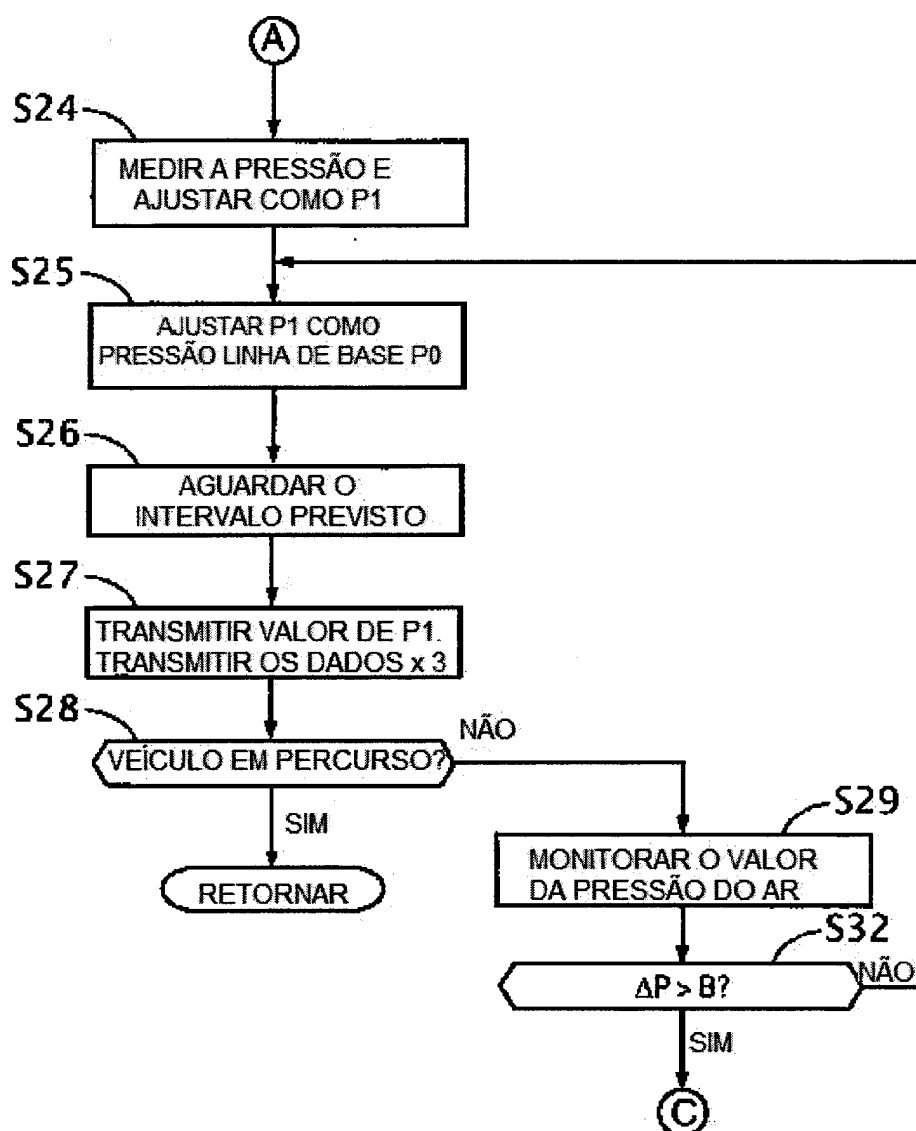 A
S24
MEDIR A PRESSÃO E
AJUSTAR COMO P1
S25
AJUSTAR P1 COMO
PRESSÃO LINHA DE BASE P0
S26
AGUARDAR O
INTERVALO PREVISTO
S27
TRANSMITIR VALOR DE P1.
TRANSMITIR OS DADOS x 3
S28
VEÍCULO EM PERCURSO?
NÃO
SIM
RETORNAR
S29
MONITORAR O VALOR
DA PRESSÃO DO AR
S32
ΔP > B?
NÃO
SIM
C